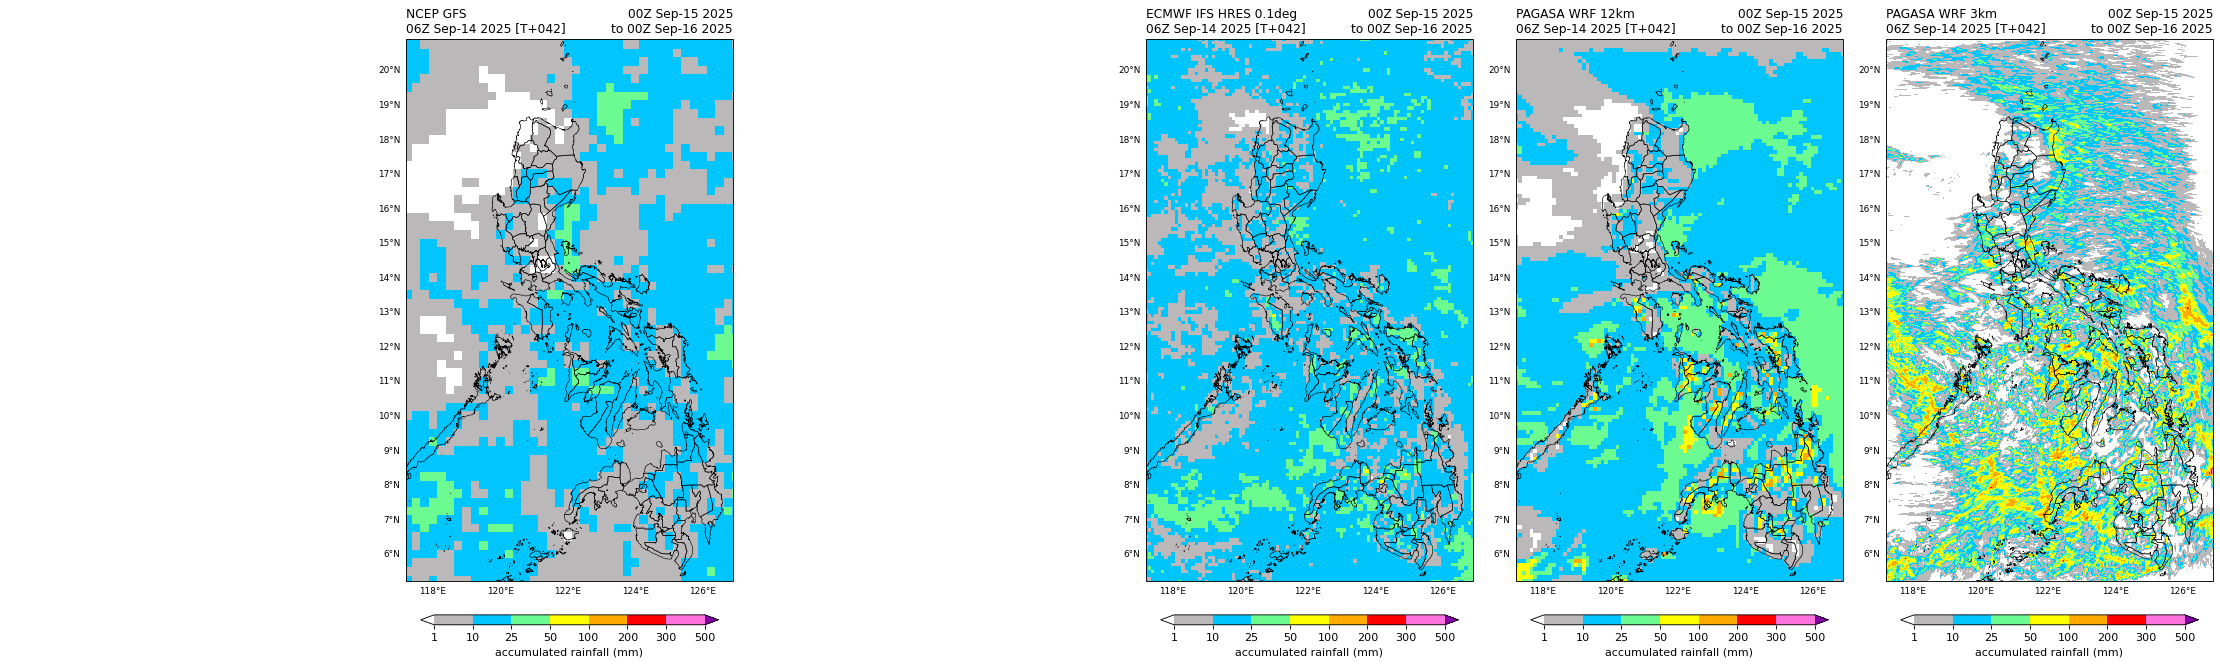 NCEP GFS 00Z Sep-15 2025
06Z Sep-14 2025 [T+042] to 00Z Sep-16 2025
20°N
19°N
18°N
17°N
16°N
15°N
14°N
13°N
12°N
11°N
10°N
9°N
8°N
7°N
6°N
118°E 120°E 122°E 124°E 126°E
1 10 25 50 100 200 300 500
accumulated rainfall (mm)
ECMWF IFS HRES 0.1deg 00Z Sep-15 2025
06Z Sep-14 2025 [T+042] to 00Z Sep-16 2025
20°N
19°N
18°N
17°N
16°N
15°N
14°N
13°N
12°N
11°N
10°N
9°N
8°N
7°N
6°N
118°E 120°E 122°E 124°E 126°E
1 10 25 50 100 200 300 500
accumulated rainfall (mm)
PAGASA WRF 12km 00Z Sep-15 2025
06Z Sep-14 2025 [T+042] to 00Z Sep-16 2025
20°N
19°N
18°N
17°N
16°N
15°N
14°N
13°N
12°N
11°N
10°N
9°N
8°N
7°N
6°N
118°E 120°E 122°E 124°E 126°E
1 10 25 50 100 200 300 500
accumulated rainfall (mm)
PAGASA WRF 3km 00Z Sep-15 2025
06Z Sep-14 2025 [T+042] to 00Z Sep-16 2025
20°N
19°N
18°N
17°N
16°N
15°N
14°N
13°N
12°N
11°N
10°N
9°N
8°N
7°N
6°N
118°E 120°E 122°E 124°E 126°E
1 10 25 50 100 200 300 500
accumulated rainfall (mm)